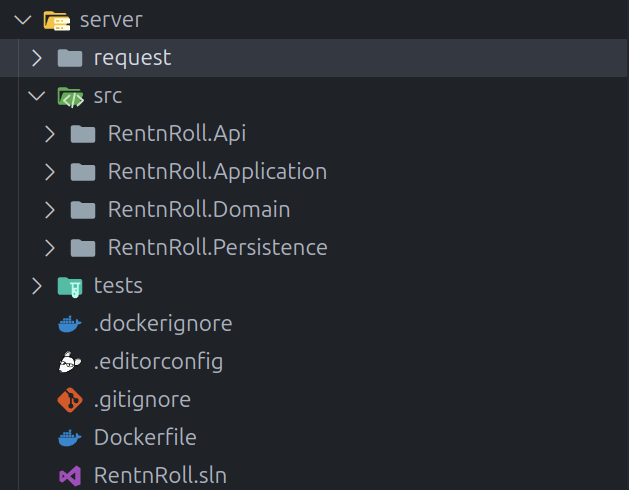 server
request
src
RentnRoll.Api
RentnRoll.Application
RentnRoll.Domain
RentnRoll.Persistence
tests
.dockerignore
.editorconfig
.gitignore
Dockerfile
RentnRoll.sln